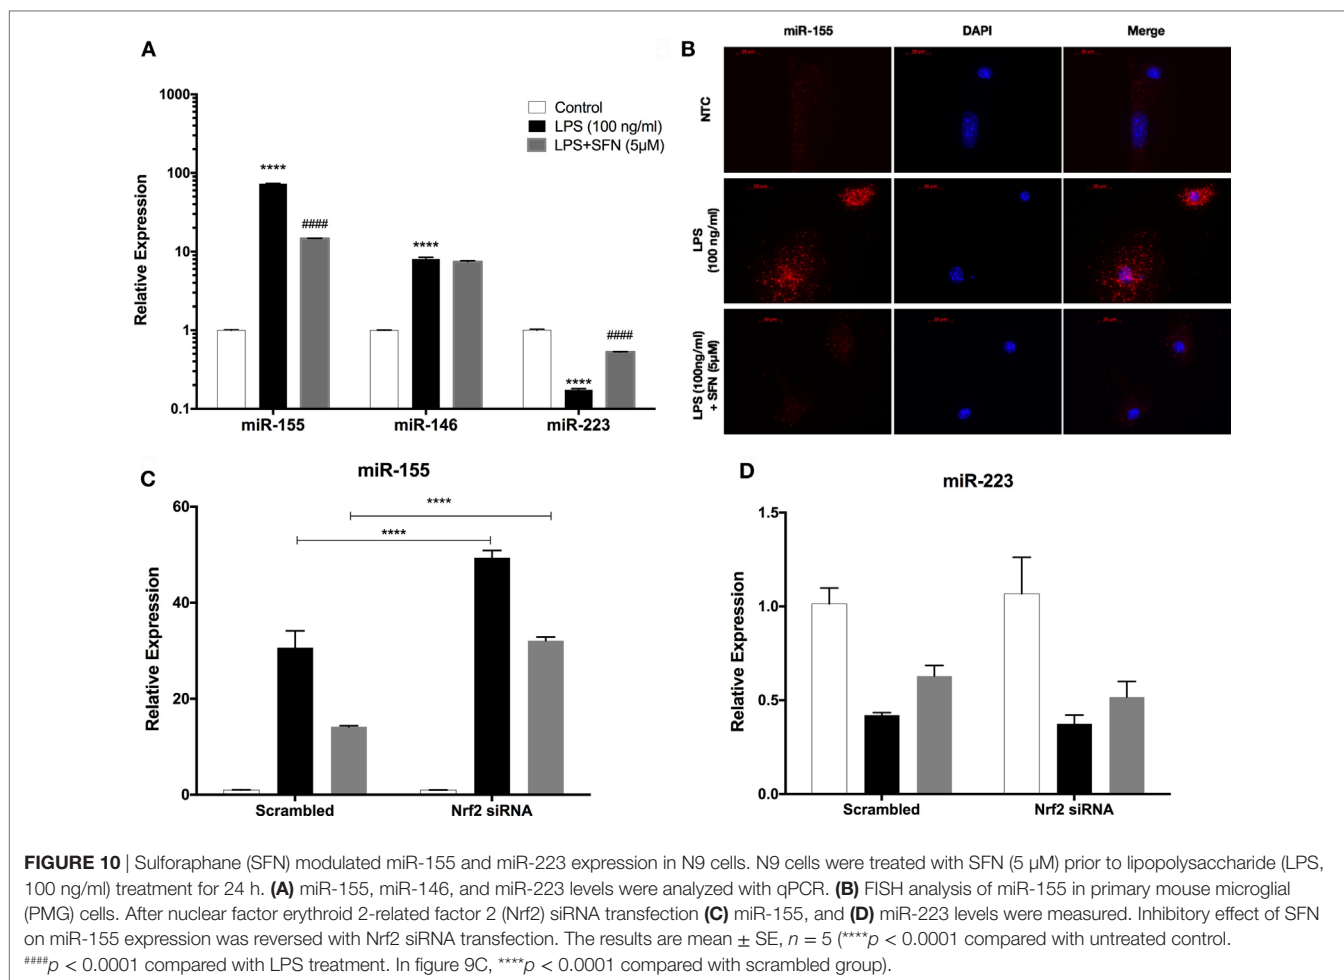 A
1000
100
10
1
0.1
Relative Expression
Control
LPS (100 ng/ml)
LPS+SFN (5µM)
****
####
****
****
####
miR-155
miR-146
miR-223
B
miR-155
DAPI
Merge
NTC
LPS
(100 ng/ml)
LPS (100ng/ml)
+ SFN (5µM)
C
miR-155
60
40
20
0
Relative Expression
****
****
Scrambled
Nrf2 siRNA
D
miR-223
1.5
1.0
0.5
0.0
Relative Expression
Scrambled
Nrf2 siRNA
FIGURE 10 | Sulforaphane (SFN) modulated miR-155 and miR-223 expression in N9 cells. N9 cells were treated with SFN (5 µM) prior to lipopolysaccharide (LPS,
100 ng/ml) treatment for 24 h. (A) miR-155, miR-146, and miR-223 levels were analyzed with qPCR. (B) FISH analysis of miR-155 in primary mouse microglial
(PMG) cells. After nuclear factor erythroid 2-related factor 2 (Nrf2) siRNA transfection (C) miR-155, and (D) miR-223 levels were measured. Inhibitory effect of SFN
on miR-155 expression was reversed with Nrf2 siRNA transfection. The results are mean ± SE, n = 5 (****p < 0.0001 compared with untreated control.
####p < 0.0001 compared with LPS treatment. In figure 9C, ****p < 0.0001 compared with scrambled group).